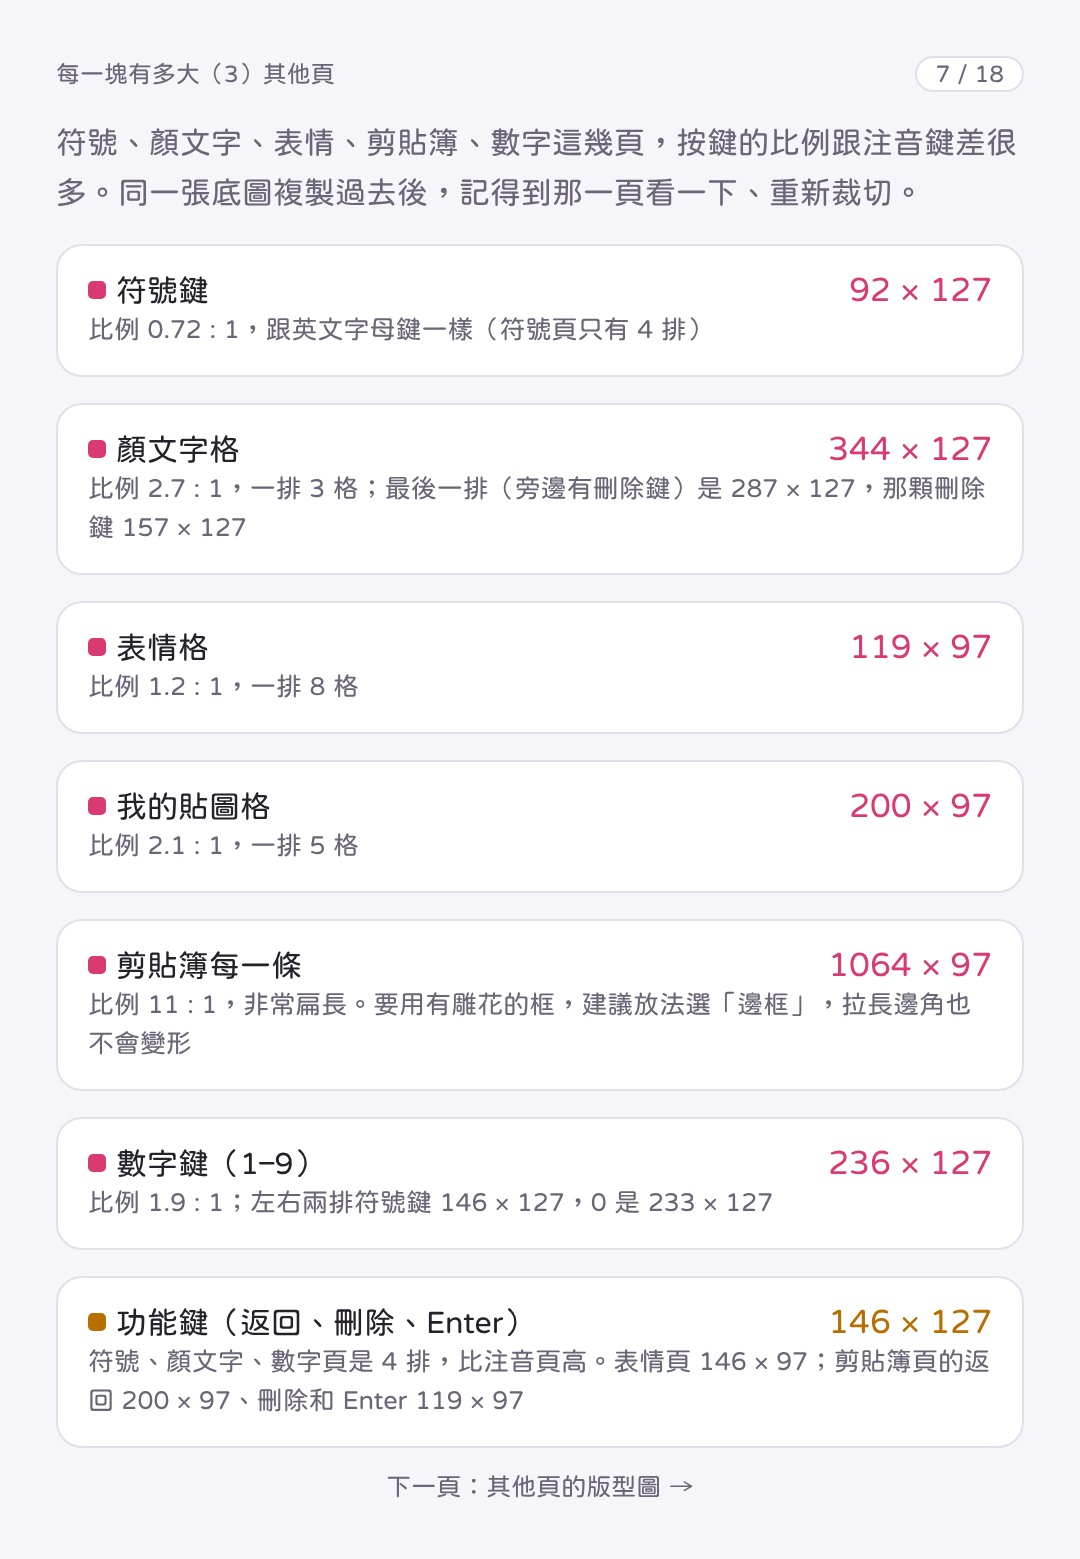 每一塊有多大（3）其他頁
7 / 18
符號、顏文字、表情、剪貼簿、數字這幾頁，按鍵的比例跟注音鍵差很
多。同一張底圖複製過去後，記得到那一頁看一下、重新裁切。
符號鍵
92 × 127
比例 0.72 : 1，跟英文字母鍵一樣（符號頁只有 4 排）
顏文字格
344 × 127
比例 2.7 : 1，一排 3 格；最後一排（旁邊有刪除鍵）是 287 × 127，那顆刪除
鍵 157 × 127
表情格
119 × 97
比例 1.2 : 1，一排 8 格
我的貼圖格
200 × 97
比例 2.1 : 1，一排 5 格
剪貼簿每一條
1064 × 97
比例 11 : 1，非常扁長。要用有雕花的框，建議放法選「邊框」，拉長邊角也
不會變形
數字鍵（1–9）
236 × 127
比例 1.9 : 1；左右兩排符號鍵 146 × 127，0 是 233 × 127
功能鍵（返回、刪除、Enter）
146 × 127
符號、顏文字、數字頁是 4 排，比注音頁高。表情頁 146 × 97；剪貼簿頁的返
回 200 × 97、刪除和 Enter 119 × 97
下一頁：其他頁的版型圖 →